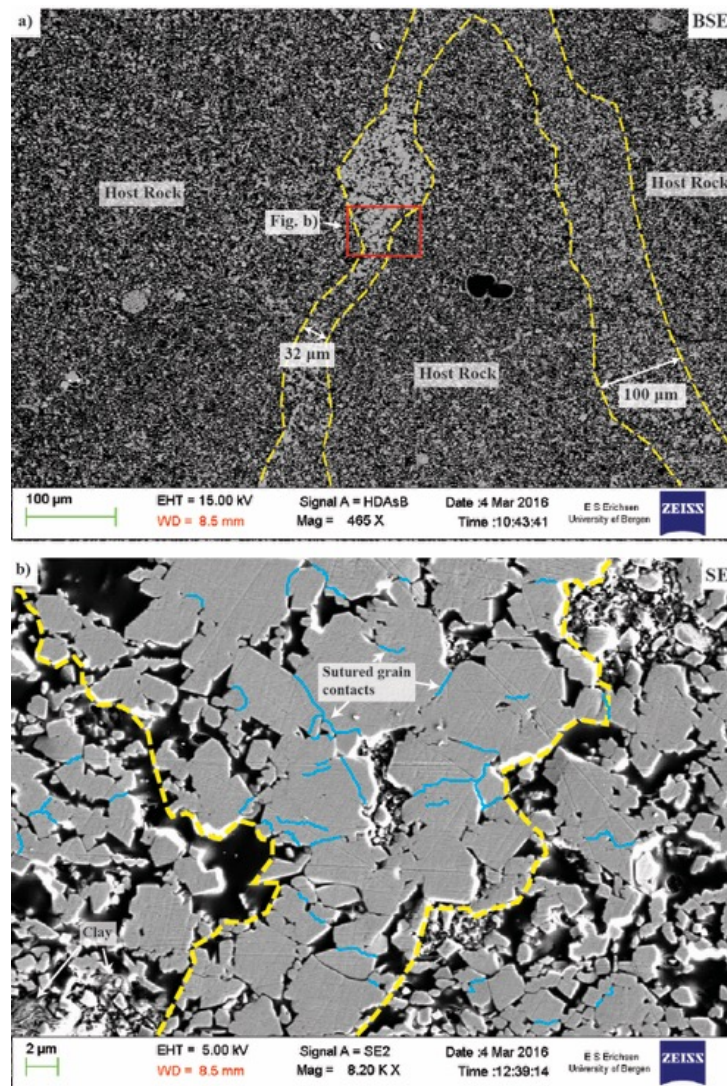 a)
BSE
Host Rock
Host Rock
Fig. b)
32 µm
Host Rock
100 µm
100 µm
EHT = 15.00 kV
Signal A = HDAsB
Date :4 Mar 2016
E S Erichsen
University of Bergen
ZEISS
WD = 8.5 mm
Mag = 465 X
Time :10:43:41
b)
SE
Sutured grain
contacts
Clay
2 µm
EHT = 5.00 kV
Signal A = SE2
Date :4 Mar 2016
E S Erichsen
University of Bergen
ZEISS
WD = 8.5 mm
Mag = 8.20 K X
Time :12:39:14